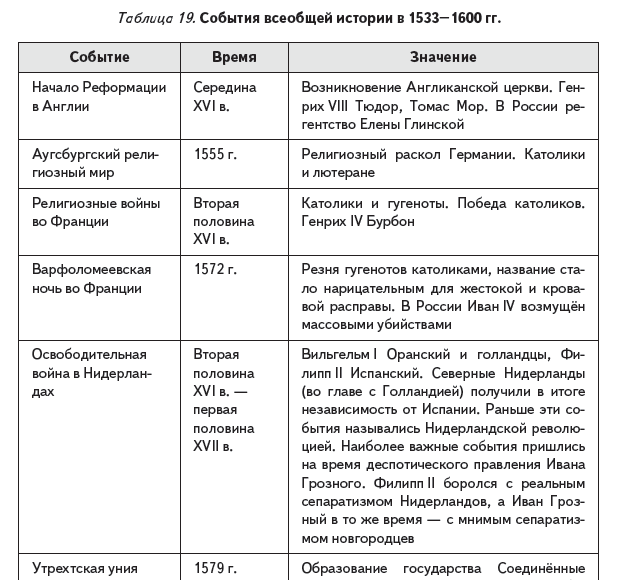 Таблица 19. События всеобщей истории в 1533—1600 гг.
Событие Время Значение
Начало Реформации
в Англии
Середина
XVI в.
Возникновение Англиканской церкви. Ген-
рих VIII Тюдор, Томас Мор. В России ре-
гентство Елены Глинской
Аугсбургский рели-
гиозный мир
1555 г.
Религиозный раскол Германии. Католики
и лютеране
Религиозные войны
во Франции
Вторая
половина
XVI в.
Католики и гугеноты. Победа католиков.
Генрих IV Бурбон
Варфоломеевская
ночь во Франции
1572 г.
Резня гугенотов католиками, название ста-
ло нарицательным для жестокой и крова-
вой расправы. В России Иван IV возмущён
массовыми убийствами
Освободительная
война в Нидерлан-
дах
Вторая
половина
XVI в. —
первая
половина
XVII в.
Вильгельм I Оранский и голландцы, Фи-
липп II Испанский. Северные Нидерланды
(во главе с Голландией) получили в итоге
независимость от Испании. Раньше эти со-
бытия назывались Нидерландской револю-
цией. Наиболее важные события пришлись
на время деспотического правления Ивана
Грозного. Филипп II боролся с реальным
сепаратизмом Нидерландов, а Иван Гроз-
ный в то же время — с мнимым сепаратиз-
мом новгородцев
Утрехтская уния
1579 г.
Образование государства Соединённые